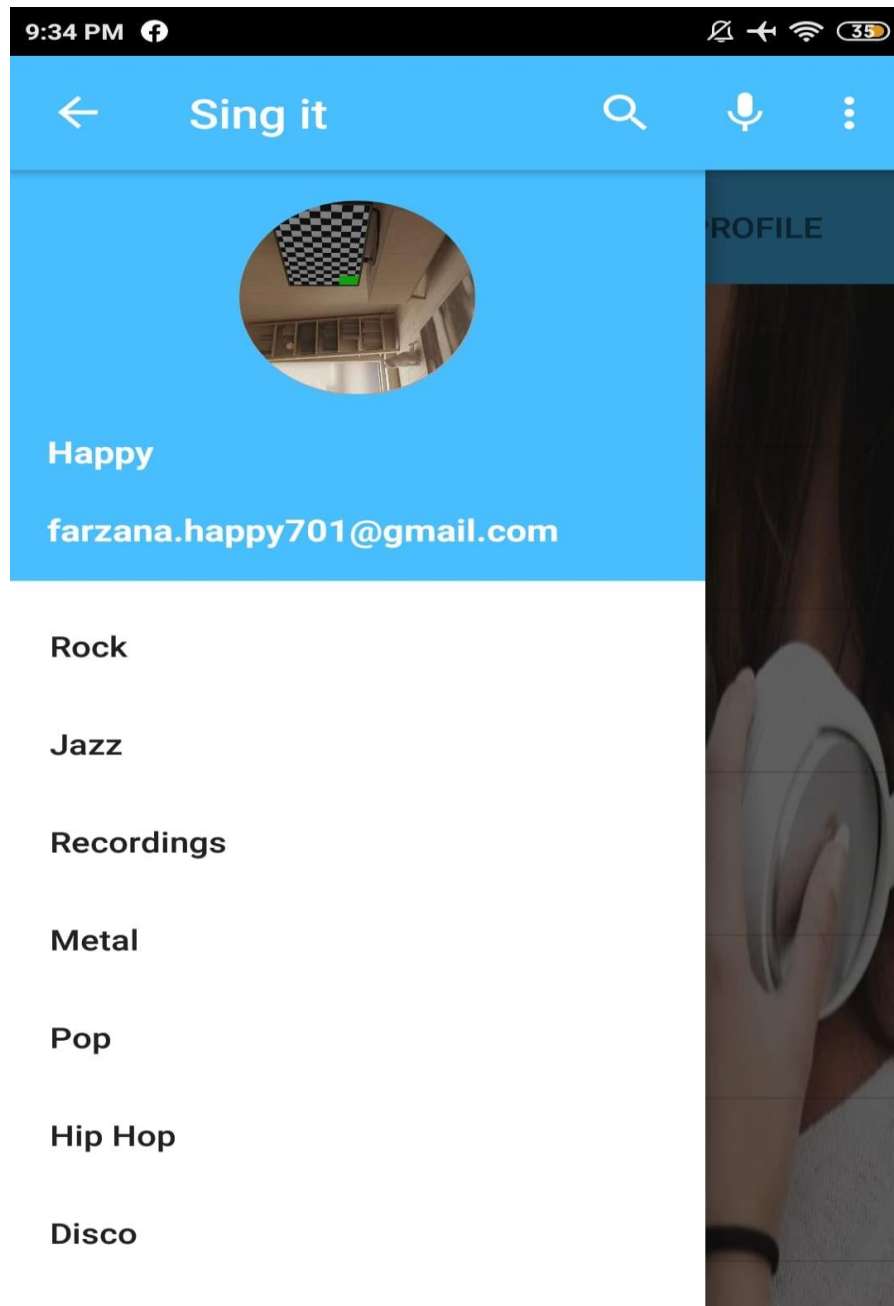 9:34 PM 35
Sing it
ROFILE
Happy
farzana.happy701@gmail.com
Rock
Jazz
Recordings
Metal
Pop
Hip Hop
Disco